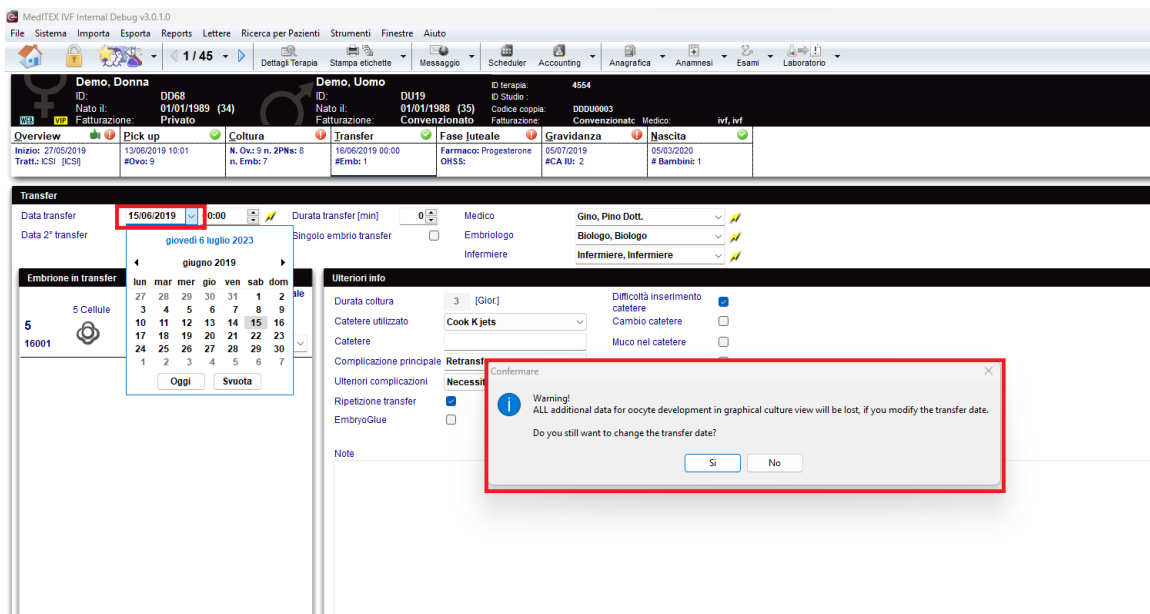 MedITEX IVF Internal Debug v3.0.1.0
File Sistema Importa Esporta Reports Lettere Ricerca per Pazienti Strumenti Finestre Aiuto
1 / 45 Dettagli Terapia Stampa etichette Messaggio Scheduler Accounting Anagrafica Anamnesi Esami Laboratorio
Demo, Donna Demo, Uomo ID terapia: 4554
ID: DD68 ID: DU19 ID Studio :
Nato il: 01/01/1989 (34) Nato il: 01/01/1988 (35) Codice coppia: DDDU0003
WEB VIP Fatturazione: Privato Fatturazione: Convenzionato Fatturazione: Convenzionatc Medico: ivf, ivf
Overview Pick up Coltura Transfer Fase luteale Gravidanza Nascita
Inizio: 27/05/2019 13/06/2019 10:01 N. Ov.: 9 n. 2PNs: 8 16/06/2019 00:00 Farmaco: Progesterone 05/07/2019 05/03/2020
Tratt.: ICSI [ICSI] #Ovo: 9 n. Emb: 7 #Emb: 1 OHSS: #CA IU: 2 # Bambini: 1
Transfer
Data transfer 15/06/2019 00:00 Durata transfer [min] 0 Medico Gino, Pino Dott.
Data 2° transfer Singolo embrio transfer Embriologo Biologo, Biologo
Infermiere Infermiere, Infermiere
giovedì 6 luglio 2023
giugno 2019
lun mar mer gio ven sab dom
27 28 29 30 31 1 2
3 4 5 6 7 8 9
10 11 12 13 14 15 16
17 18 19 20 21 22 23
24 25 26 27 28 29 30
1 2 3 4 5 6 7
Oggi Svuota
Embrione in transfer
5 Cellule
5
16001
Ulteriori info
Durata coltura 3 [Gior.] Difficoltà inserimento catetere
Catetere utilizzato Cook K jets Cambio catetere
Catetere Muco nel catetere
Complicazione principale Retransf
Ulteriori complicazioni Necessit
Ripetizione transfer
EmbryoGlue
Note
Confermare
Warning!
ALL additional data for oocyte development in graphical culture view will be lost, if you modify the transfer date.
Do you still want to change the transfer date?
Si No